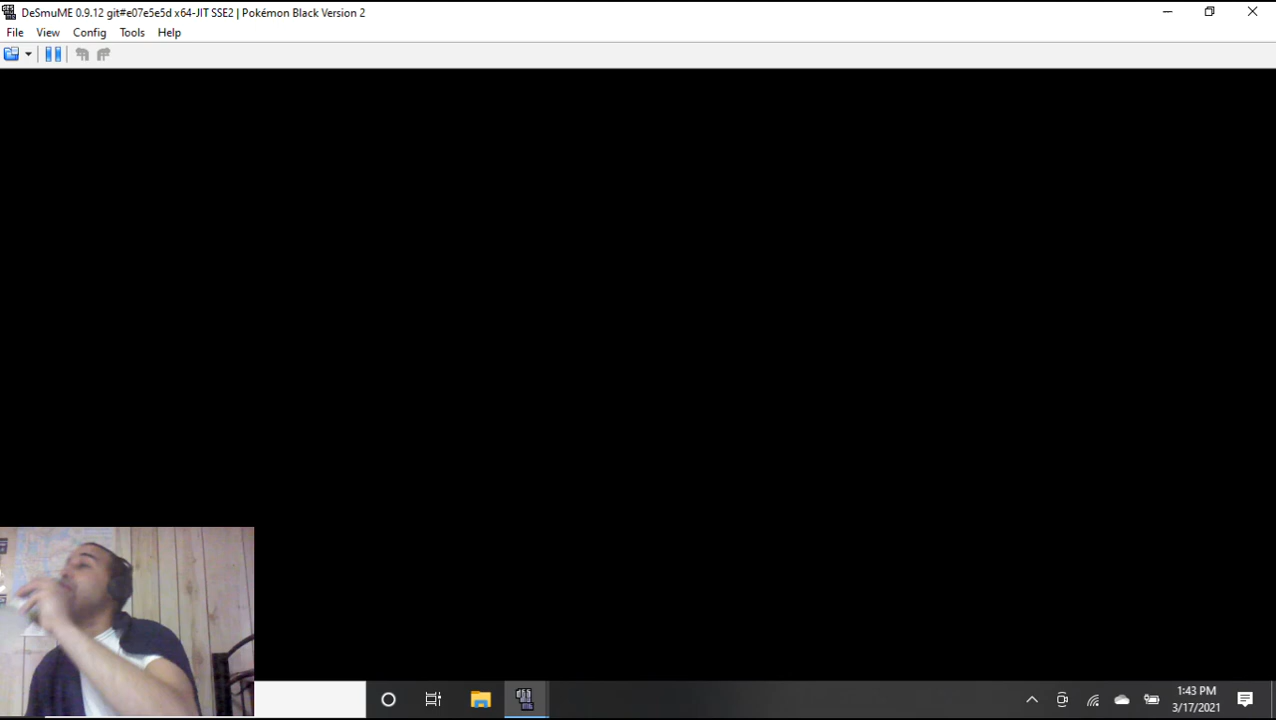 DeSmuME 0.9.12 git#e07e5e5d x64-JIT SSE2 | Pokémon Black Version 2
File View Config Tools Help
1:43 PM
3/17/2021